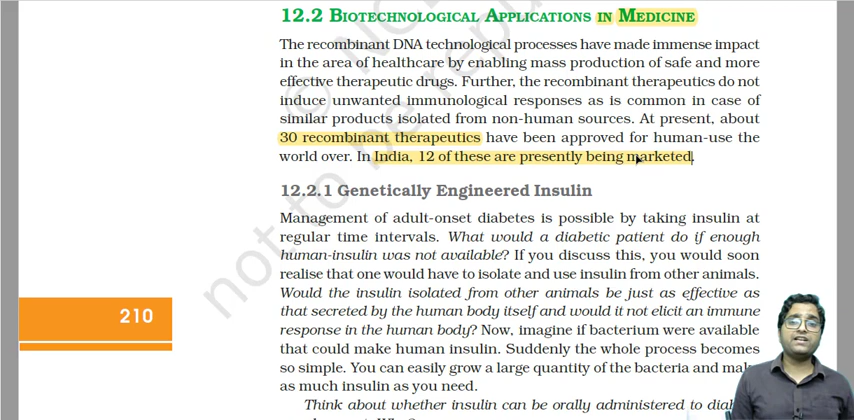 12.2 BIOTECHNOLOGICAL APPLICATIONS IN MEDICINE
The recombinant DNA technological processes have made immense impact
in the area of healthcare by enabling mass production of safe and more
effective therapeutic drugs. Further, the recombinant therapeutics do not
induce unwanted immunological responses as is common in case of
similar products isolated from non-human sources. At present, about
30 recombinant therapeutics have been approved for human-use the
world over. In India, 12 of these are presently being marketed.
12.2.1 Genetically Engineered Insulin
Management of adult-onset diabetes is possible by taking insulin at
regular time intervals. What would a diabetic patient do if enough
human-insulin was not available? If you discuss this, you would soon
realise that one would have to isolate and use insulin from other animals.
Would the insulin isolated from other animals be just as effective as
that secreted by the human body itself and would it not elicit an immune
response in the human body? Now, imagine if bacterium were available
that could make human insulin. Suddenly the whole process becomes
so simple. You can easily grow a large quantity of the bacteria and
as much insulin as you need.
Think about whether insulin can be orally administered to
210
© NC
not to be repu